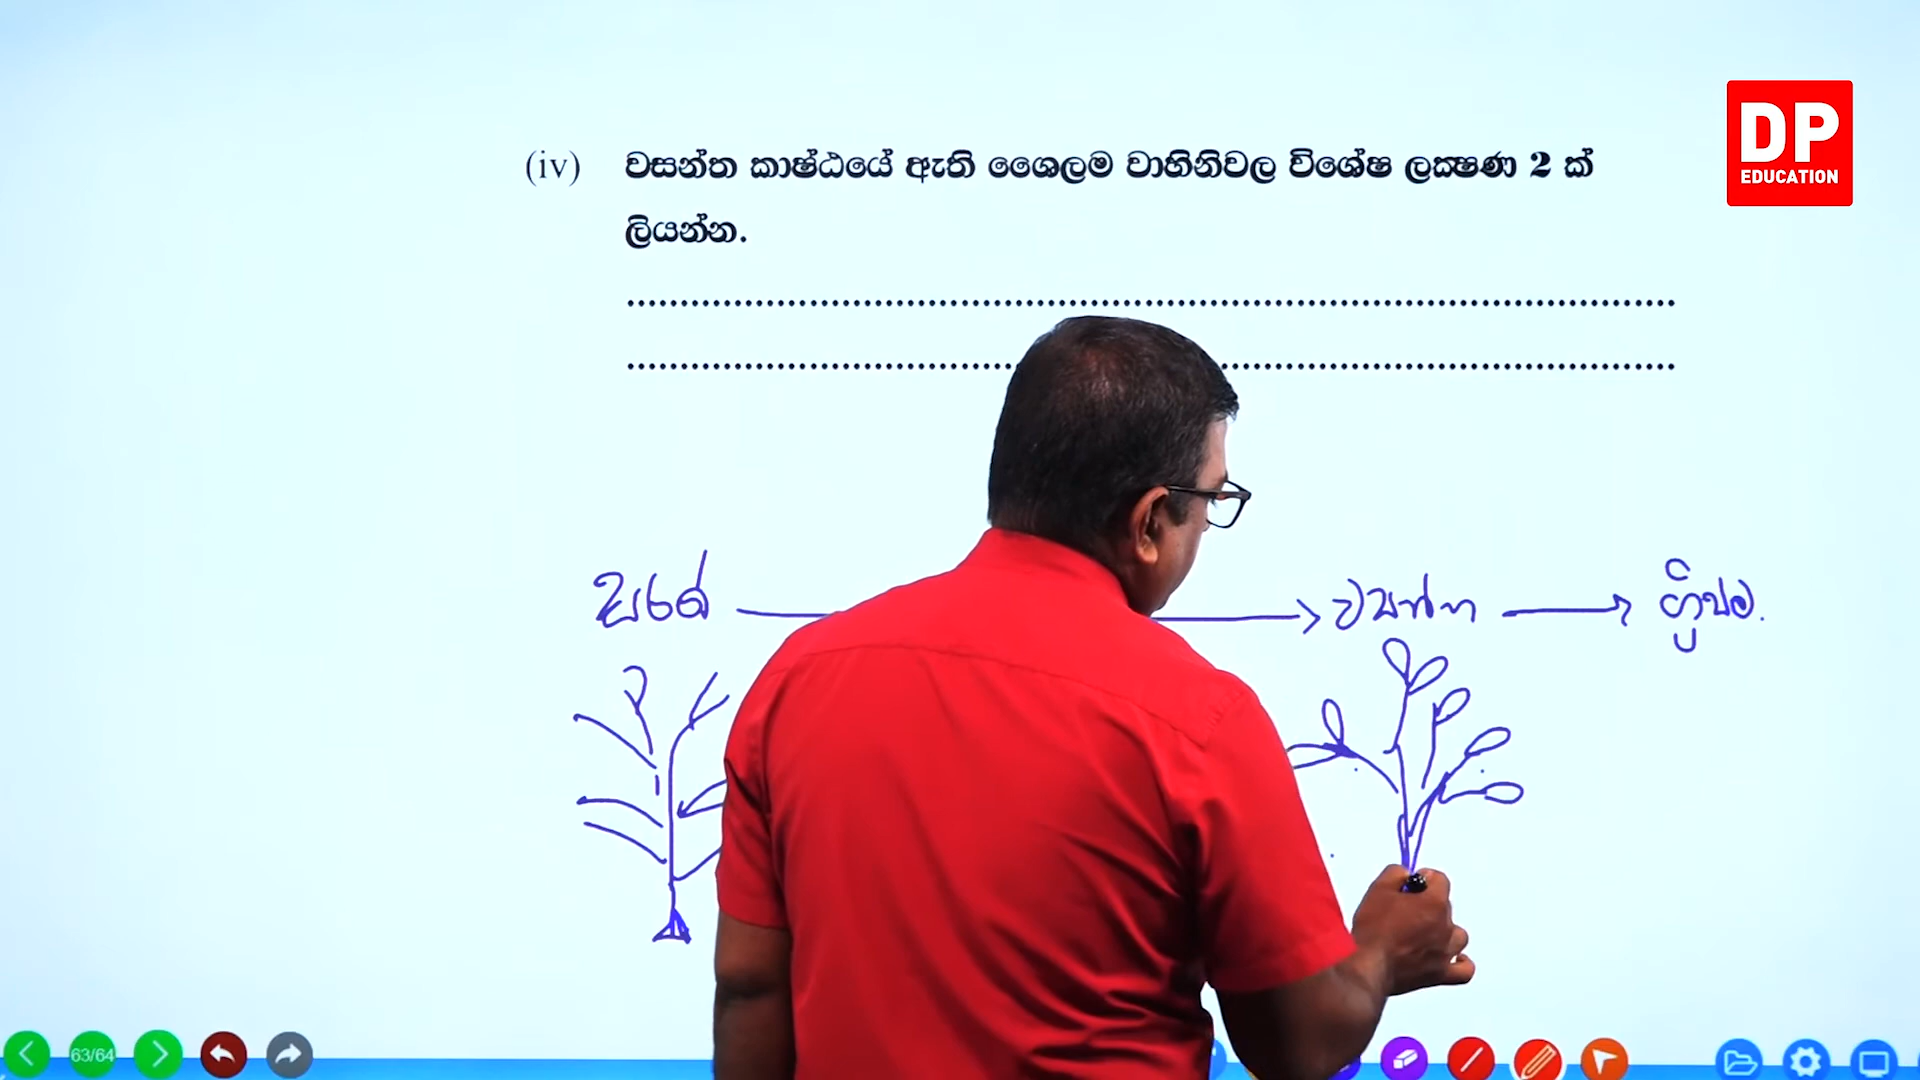 DP
EDUCATION
(iv) වසන්ත කාෂ්ඨයේ ඇති ශෛලම වාහිනිවල විශේෂ ලක්‍ෂණ 2 ක්
ලියන්න.
සරත් වසන්ත ග්‍රීෂ්ම.
63/64